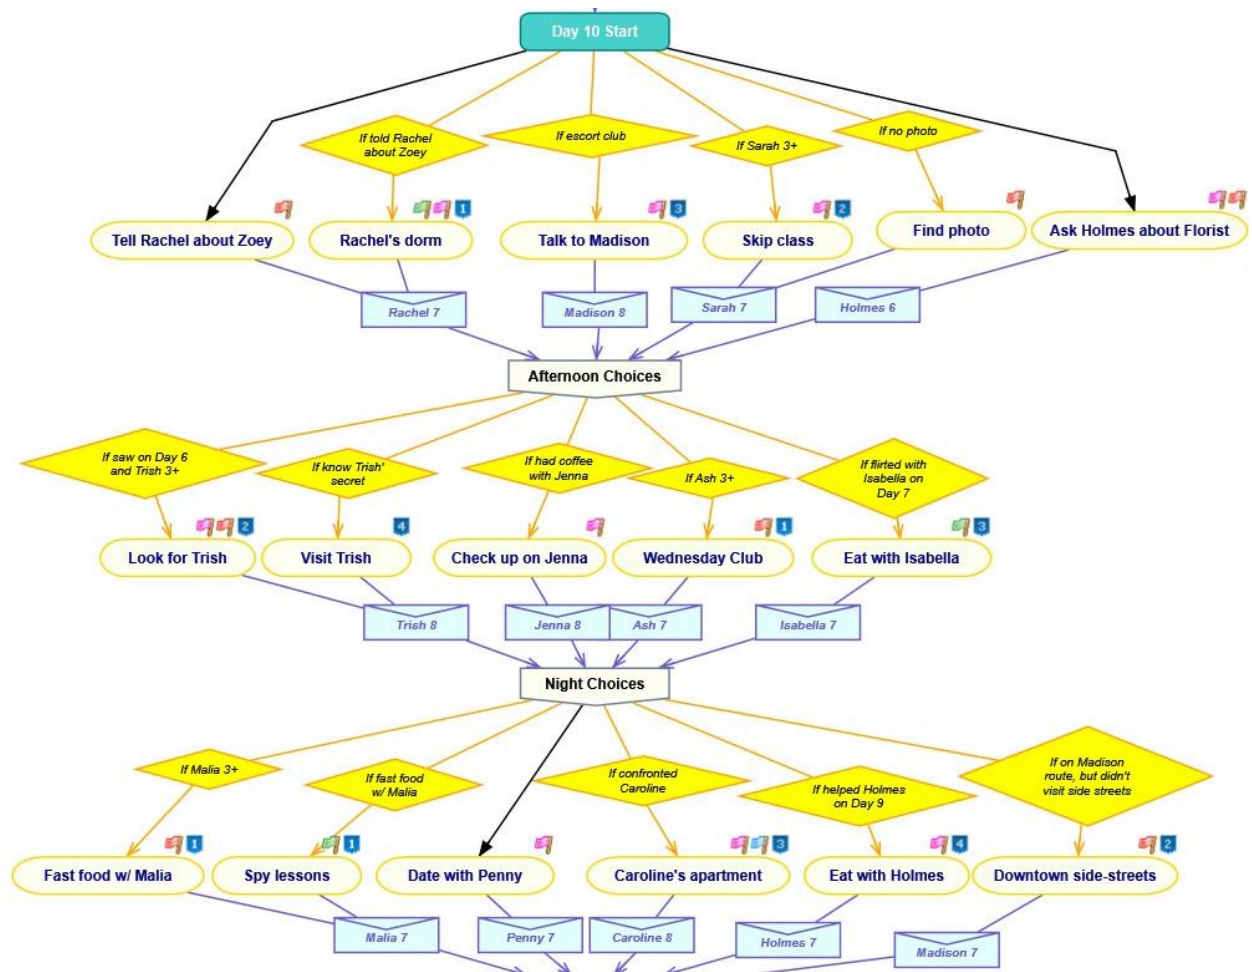 Day 10 Start
If told Rachel
about Zoey
If escort club
If Sarah 3+
If no photo
1
3
2
Tell Rachel about Zoey
Rachel's dorm
Talk to Madison
Skip class
Find photo
Ask Holmes about Florist
Rachel 7
Madison 8
Sarah 7
Holmes 6
Afternoon Choices
If saw on Day 6
and Trish 3+
If know Trish'
secret
If had coffee
with Jenna
If Ash 3+
If flirted with
Isabella on
Day 7
2
4
1
3
Look for Trish
Visit Trish
Check up on Jenna
Wednesday Club
Eat with Isabella
Trish 8
Jenna 8
Ash 7
Isabella 7
Night Choices
If Malia 3+
If fast food
w/ Malia
If confronted
Caroline
If helped Holmes
on Day 9
If on Madison
route, but didn't
visit side streets
1
1
3
4
2
Fast food w/ Malia
Spy lessons
Date with Penny
Caroline's apartment
Eat with Holmes
Downtown side-streets
Malia 7
Penny 7
Caroline 8
Holmes 7
Madison 7